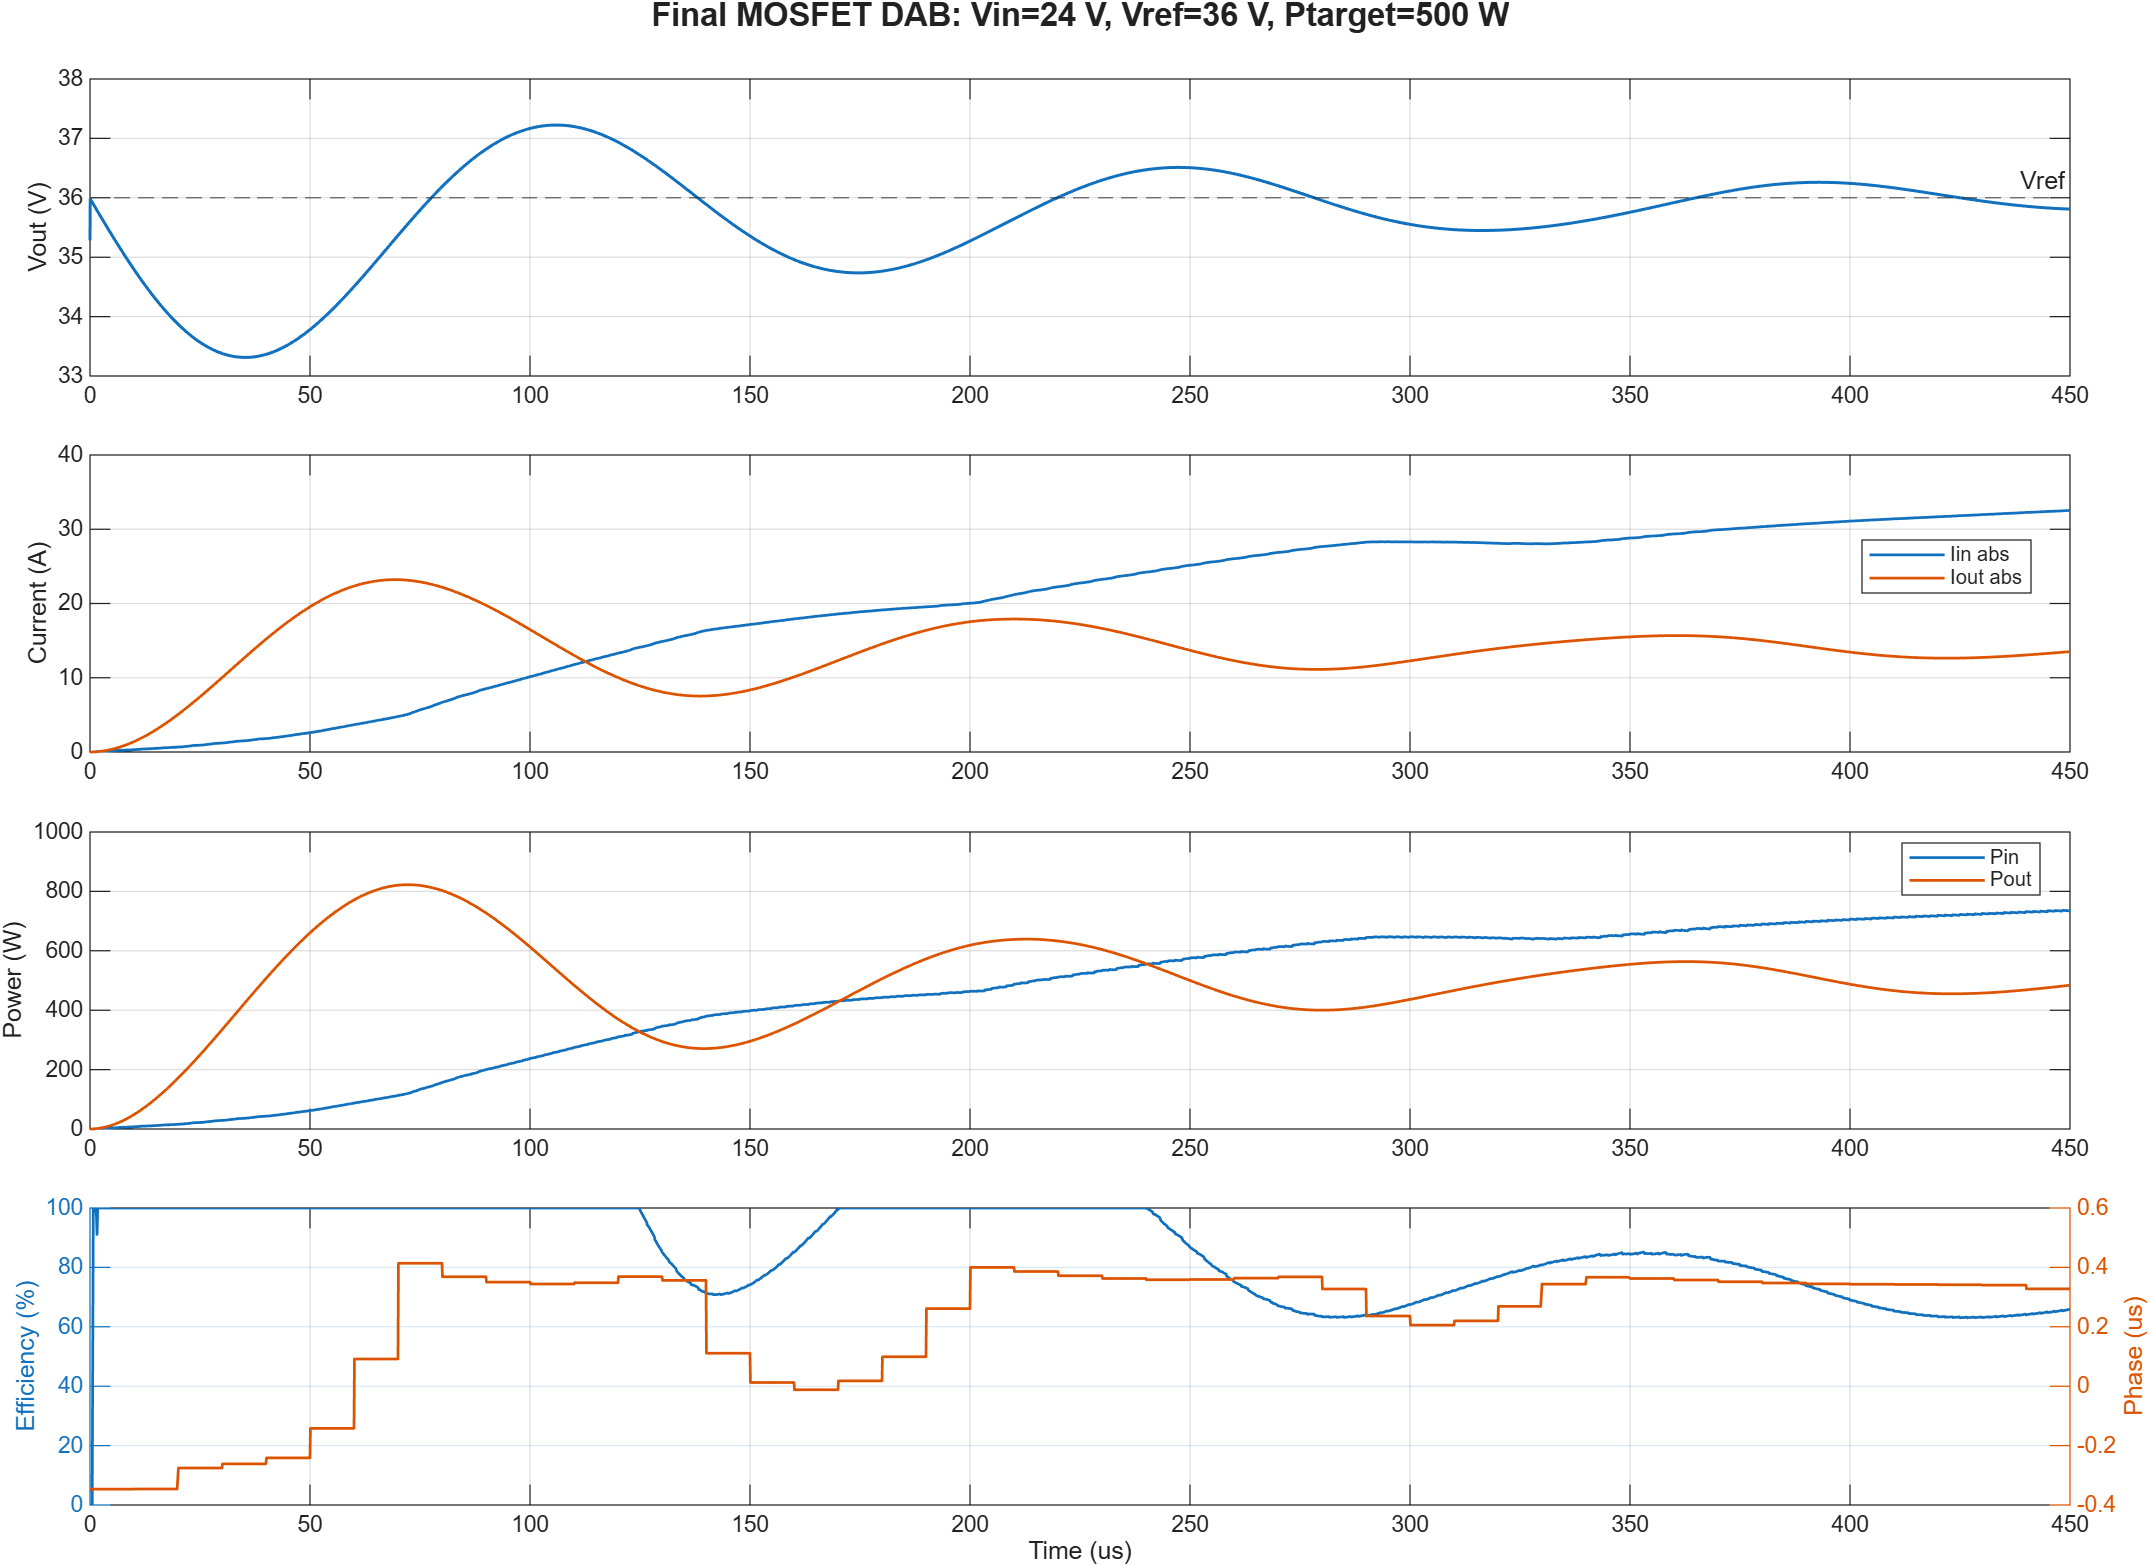 Final MOSFET DAB: Vin=24 V, Vref=36 V, Ptarget=500 W
38
37
36
35
34
33
Vout (V)
Vref
0 50 100 150 200 250 300 350 400 450
40
30
20
10
0
Current (A)
Iin abs
Iout abs
0 50 100 150 200 250 300 350 400 450
1000
800
600
400
200
0
Power (W)
Pin
Pout
0 50 100 150 200 250 300 350 400 450
100
80
60
40
20
0
Efficiency (%)
0.6
0.4
0.2
0
-0.2
-0.4
Phase (us)
0 50 100 150 200 250 300 350 400 450
Time (us)